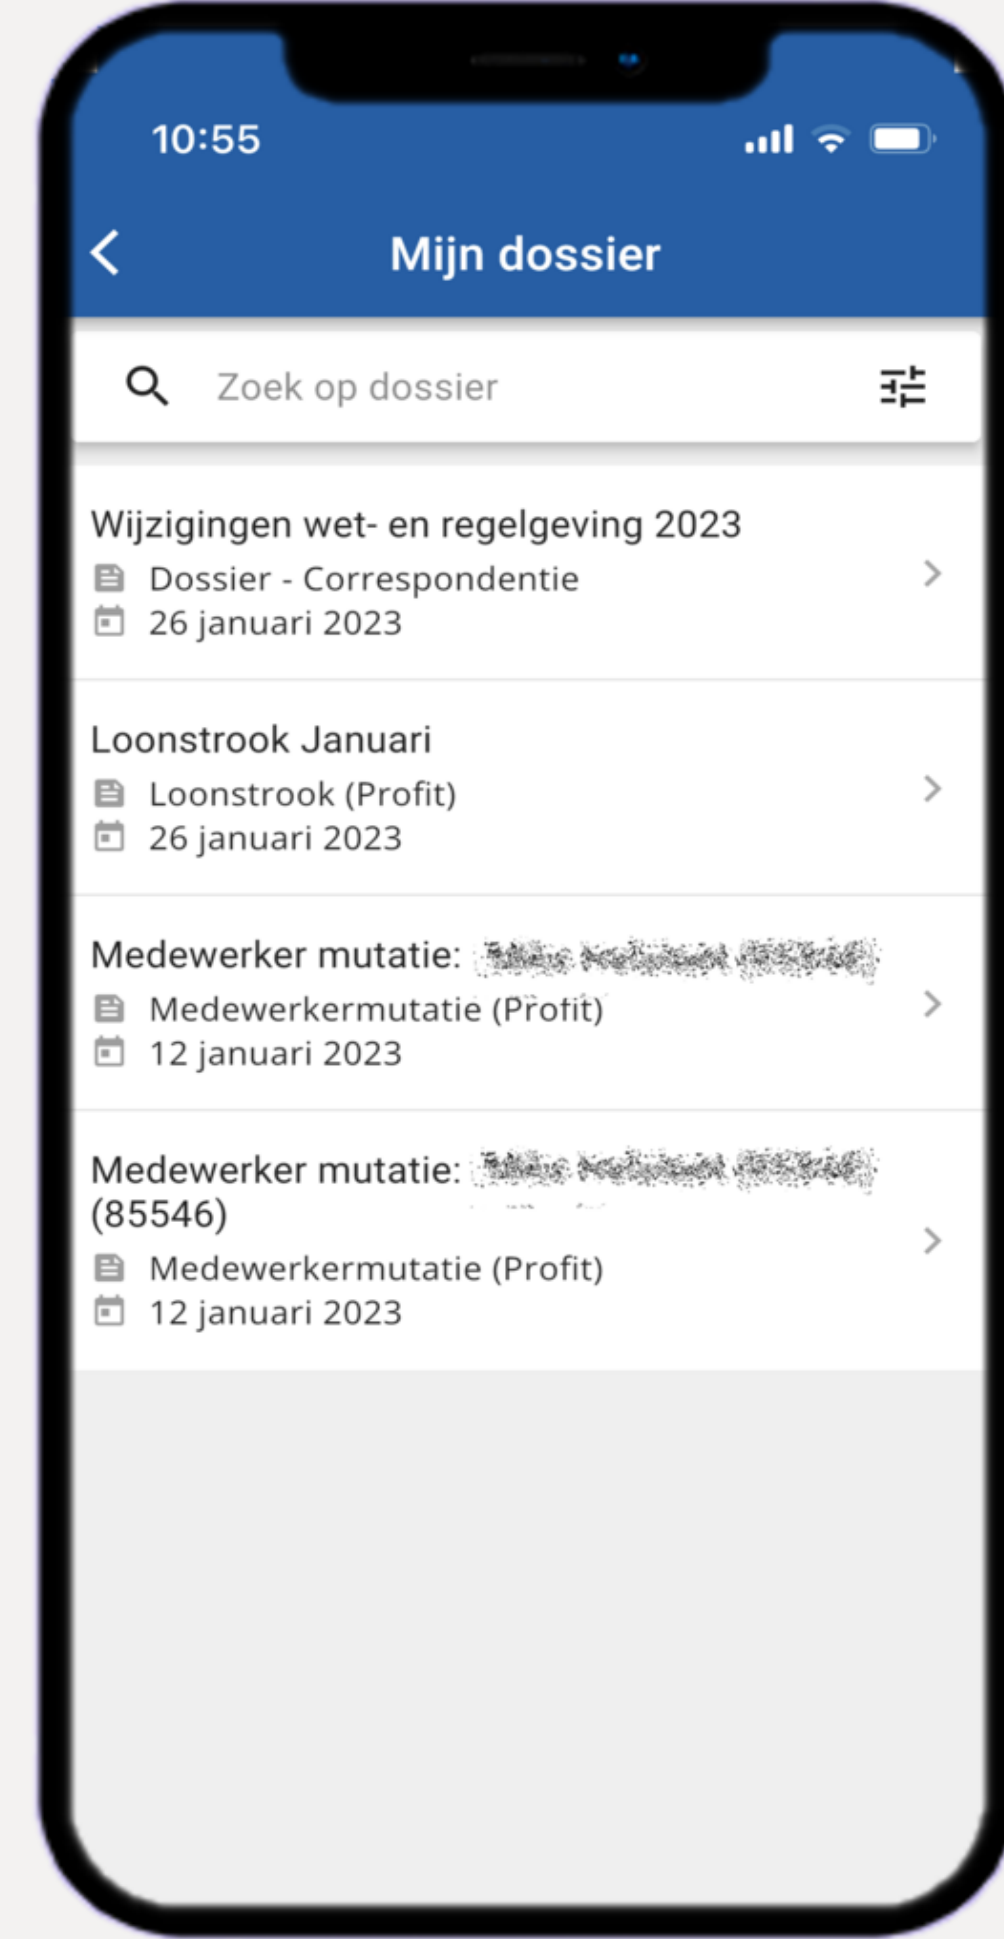 10:55
Mijn dossier
Zoek op dossier
Wijzigingen wet- en regelgeving 2023
Dossier - Correspondentie
26 januari 2023
Loonstrook Januari
Loonstrook (Profit)
26 januari 2023
Medewerker mutatie:
Medewerkermutatie (Profit)
12 januari 2023
Medewerker mutatie:
(85546)
Medewerkermutatie (Profit)
12 januari 2023